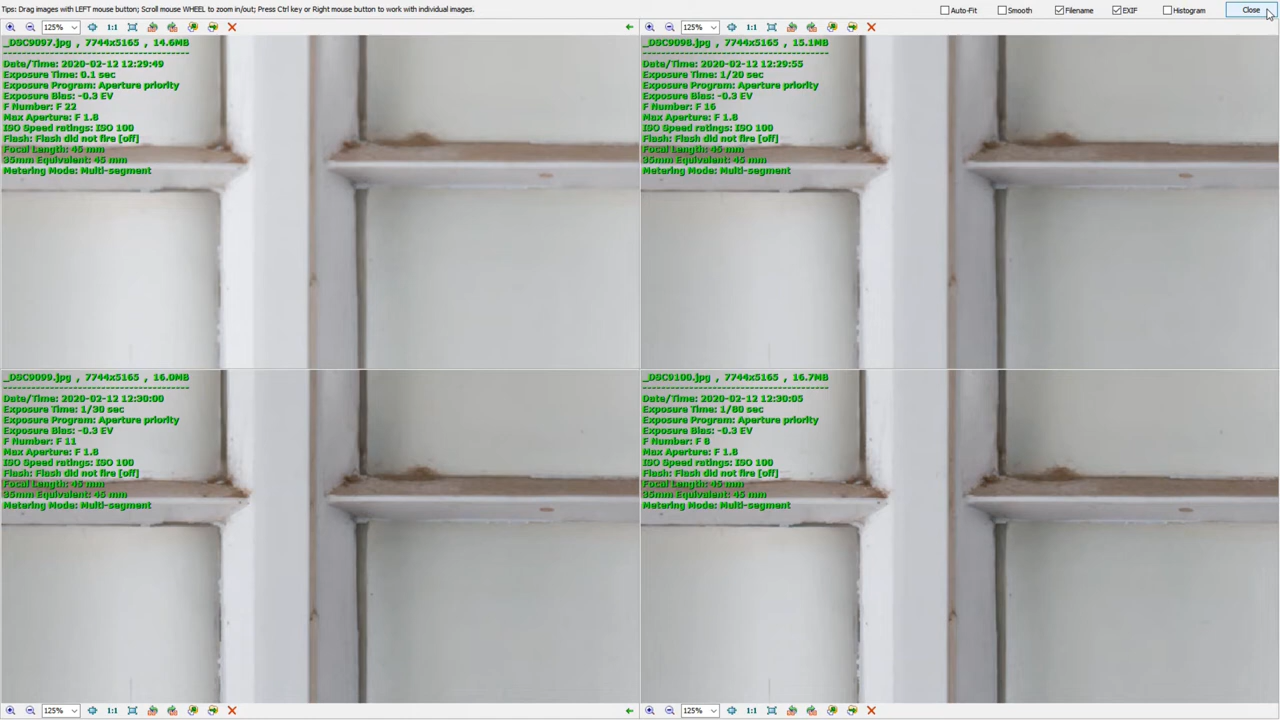 Tips: Drag images with LEFT mouse button; Scroll mouse WHEEL to zoom in/out; Press Ctrl key or Right mouse button to work with individual images.
Auto-Fit Smooth Filename EXIF Histogram Close
125% 1:1
125% 1:1
_DSC9097.jpg , 7744x5165 , 14.6MB
------------------------------------------
Date/Time: 2020-02-12 12:29:49
Exposure Time: 0.1 sec
Exposure Program: Aperture priority
Exposure Bias: -0.3 EV
F Number: F 22
Max Aperture: F 1.8
ISO Speed ratings: ISO 100
Flash: Flash did not fire [off]
Focal Length: 45 mm
35mm Equivalent: 45 mm
Metering Mode: Multi-segment
_DSC9098.jpg , 7744x5165 , 15.1MB
------------------------------------------
Date/Time: 2020-02-12 12:29:55
Exposure Time: 1/20 sec
Exposure Program: Aperture priority
Exposure Bias: -0.3 EV
F Number: F 16
Max Aperture: F 1.8
ISO Speed ratings: ISO 100
Flash: Flash did not fire [off]
Focal Length: 45 mm
35mm Equivalent: 45 mm
Metering Mode: Multi-segment
_DSC9099.jpg , 7744x5165 , 16.0MB
------------------------------------------
Date/Time: 2020-02-12 12:30:00
Exposure Time: 1/30 sec
Exposure Program: Aperture priority
Exposure Bias: -0.3 EV
F Number: F 11
Max Aperture: F 1.8
ISO Speed ratings: ISO 100
Flash: Flash did not fire [off]
Focal Length: 45 mm
35mm Equivalent: 45 mm
Metering Mode: Multi-segment
_DSC9100.jpg , 7744x5165 , 16.7MB
------------------------------------------
Date/Time: 2020-02-12 12:30:05
Exposure Time: 1/80 sec
Exposure Program: Aperture priority
Exposure Bias: -0.3 EV
F Number: F 8
Max Aperture: F 1.8
ISO Speed ratings: ISO 100
Flash: Flash did not fire [off]
Focal Length: 45 mm
35mm Equivalent: 45 mm
Metering Mode: Multi-segment
125% 1:1
125% 1:1